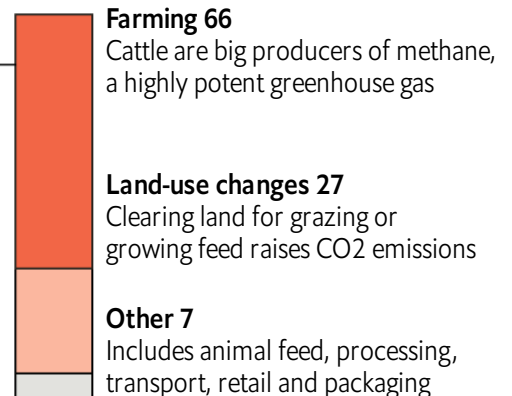 Farming 66
Cattle are big producers of methane,
a highly potent greenhouse gas
Land-use changes 27
Clearing land for grazing or
growing feed raises CO2 emissions
Other 7
Includes animal feed, processing,
transport, retail and packaging